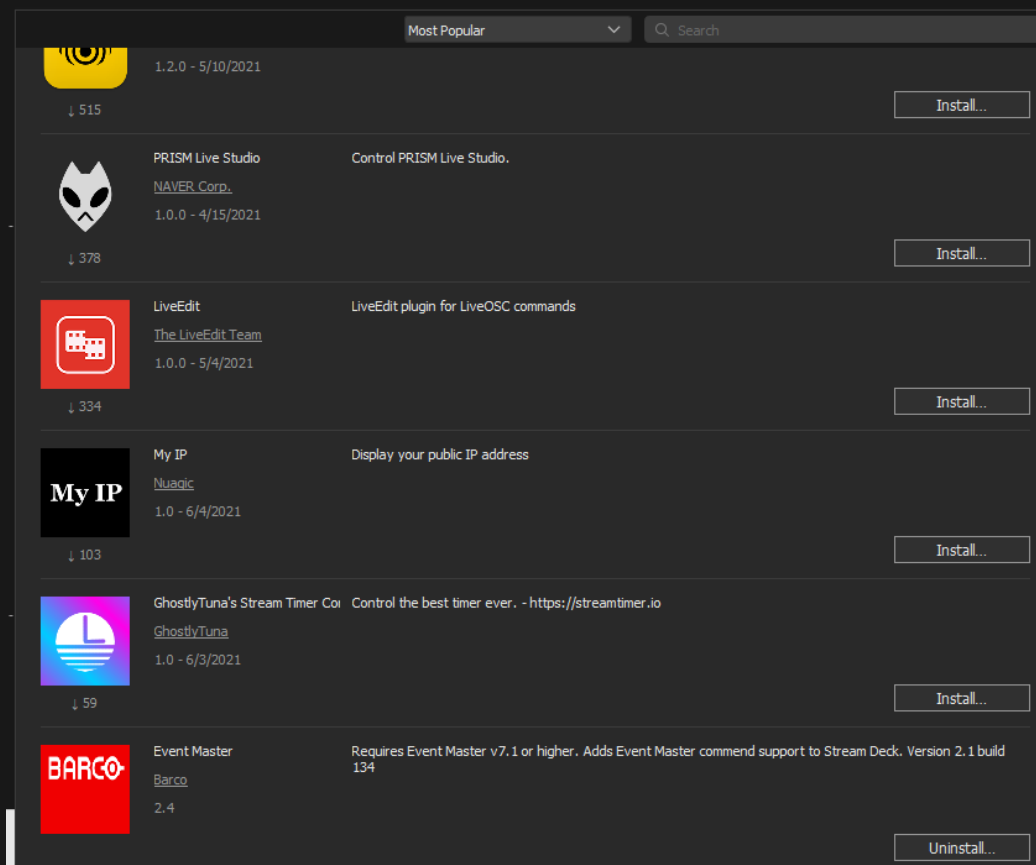 Most Popular
Search
1.2.0 - 5/10/2021
↓ 515
Install...
PRISM Live Studio
Control PRISM Live Studio.
NAVER Corp.
1.0.0 - 4/15/2021
↓ 378
Install...
LiveEdit
LiveEdit plugin for LiveOSC commands
The LiveEdit Team
1.0.0 - 5/4/2021
↓ 334
Install...
My IP
My IP
Display your public IP address
Nuagic
1.0 - 6/4/2021
↓ 103
Install...
GhostlyTuna's Stream Timer Co
Control the best timer ever. - https://streamtimer.io
GhostlyTuna
1.0 - 6/3/2021
↓ 59
Install...
BARCO
Event Master
Requires Event Master v7.1 or higher. Adds Event Master commend support to Stream Deck. Version 2.1 build
134
Barco
2.4
Uninstall...